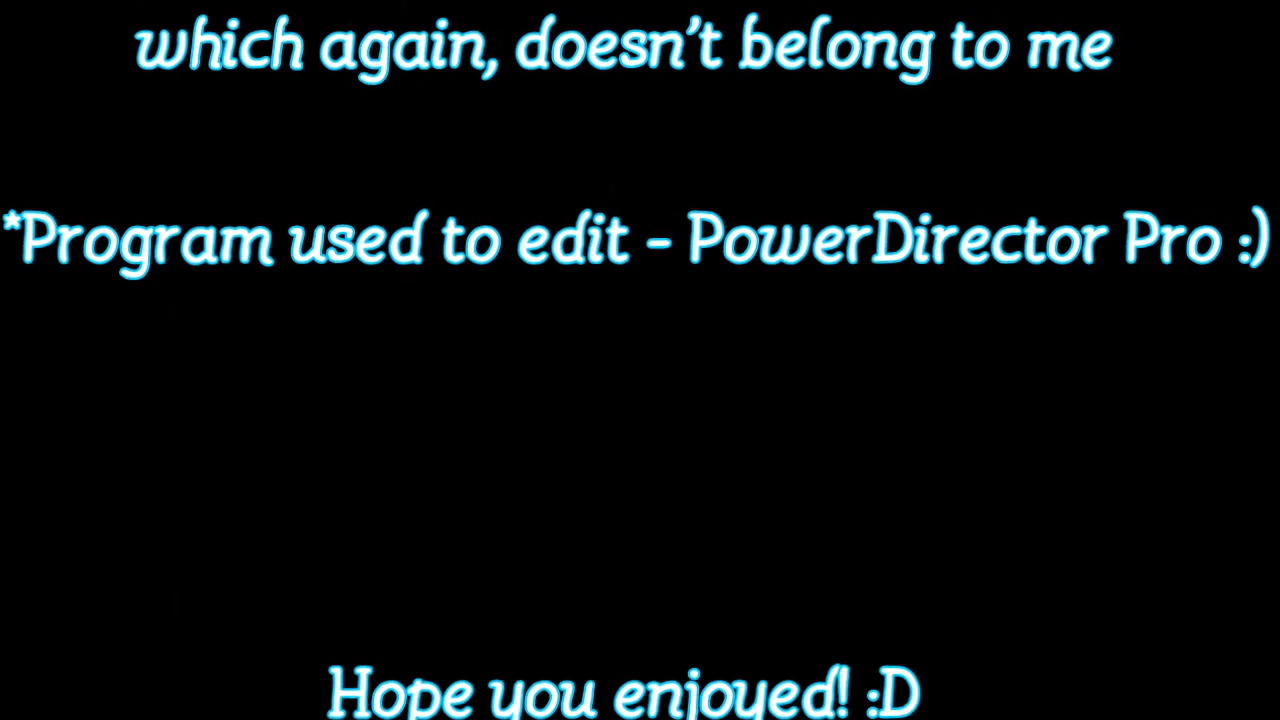 which again, doesn't belong to me
*Program used to edit - PowerDirector Pro :)
Hope you enjoyed! :D